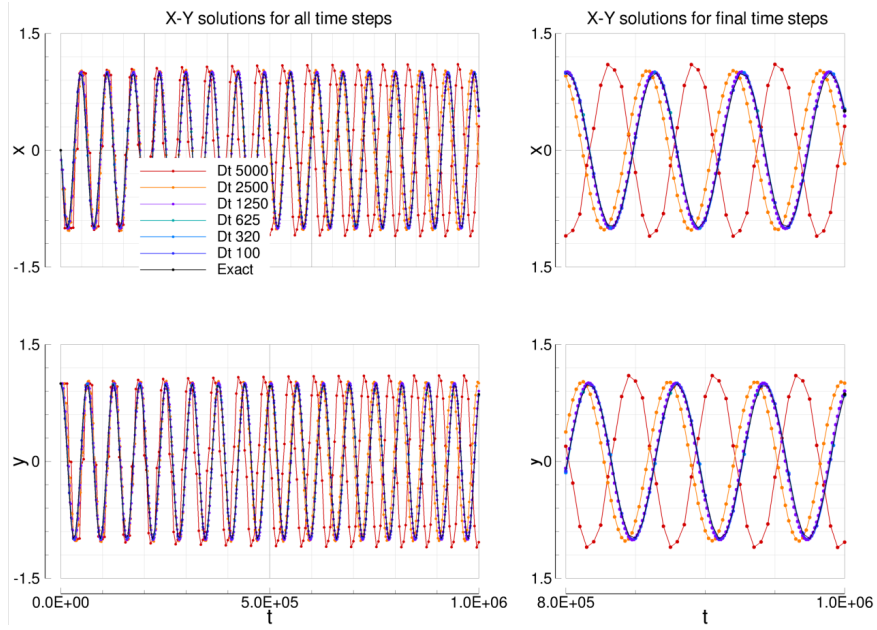 X-Y solutions for all time steps
X-Y solutions for final time steps
1.5
x
0
-1.5
Dt 5000
Dt 2500
Dt 1250
Dt 625
Dt 320
Dt 100
Exact
1.5
x
0
-1.5
1.5
y
0
-1.5
0.0E+00
5.0E+05
1.0E+06
t
1.5
y
0
-1.5
8.0E+05
1.0E+06
t